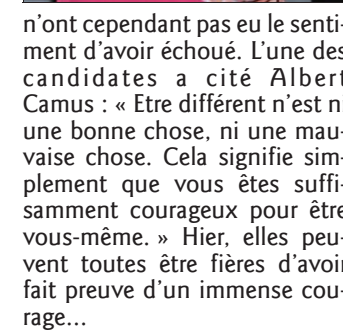 n'ont cependant pas eu le senti-
ment d'avoir échoué. L'une des
candidates a cité Albert
Camus : « Etre différent n'est ni
une bonne chose, ni une mau-
vaise chose. Cela signifie sim-
plement que vous êtes suffi-
samment courageux pour être
vous-même. » Hier, elles peu-
vent toutes être fières d'avoir
fait preuve d'un immense cou-
rage...